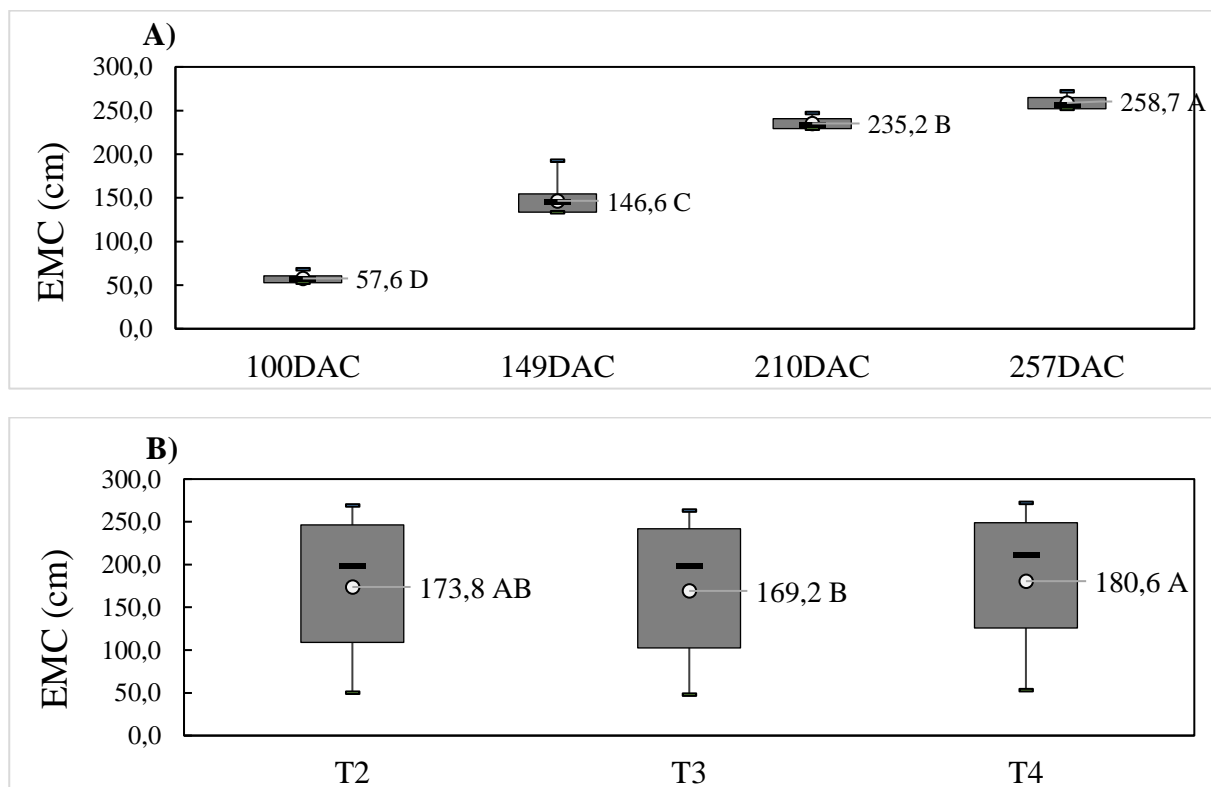 A)
EMC (cm)
300,0
250,0
200,0
150,0
100,0
50,0
0,0
258,7 A
235,2 B
146,6 C
57,6 D
100DAC 149DAC 210DAC 257DAC
B)
EMC (cm)
300,0
250,0
200,0
150,0
100,0
50,0
0,0
173,8 AB
169,2 B
180,6 A
T2 T3 T4